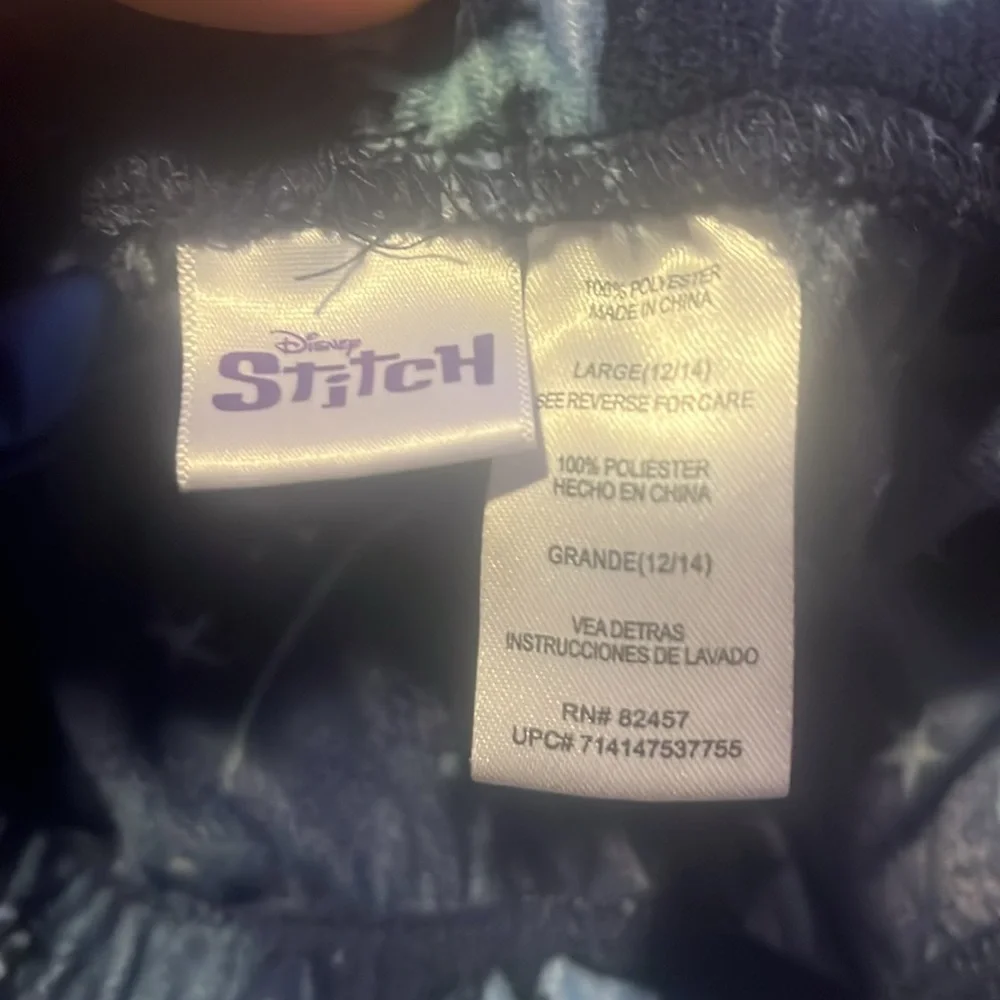 Disney
Stitch
100% POLYESTER
MADE IN CHINA
LARGE(12/14)
SEE REVERSE FOR CARE
100% POLIESTER
HECHO EN CHINA
GRANDE(12/14)
VEA DETRAS
INSTRUCCIONES DE LAVADO
RN# 82457
UPC# 714147537755